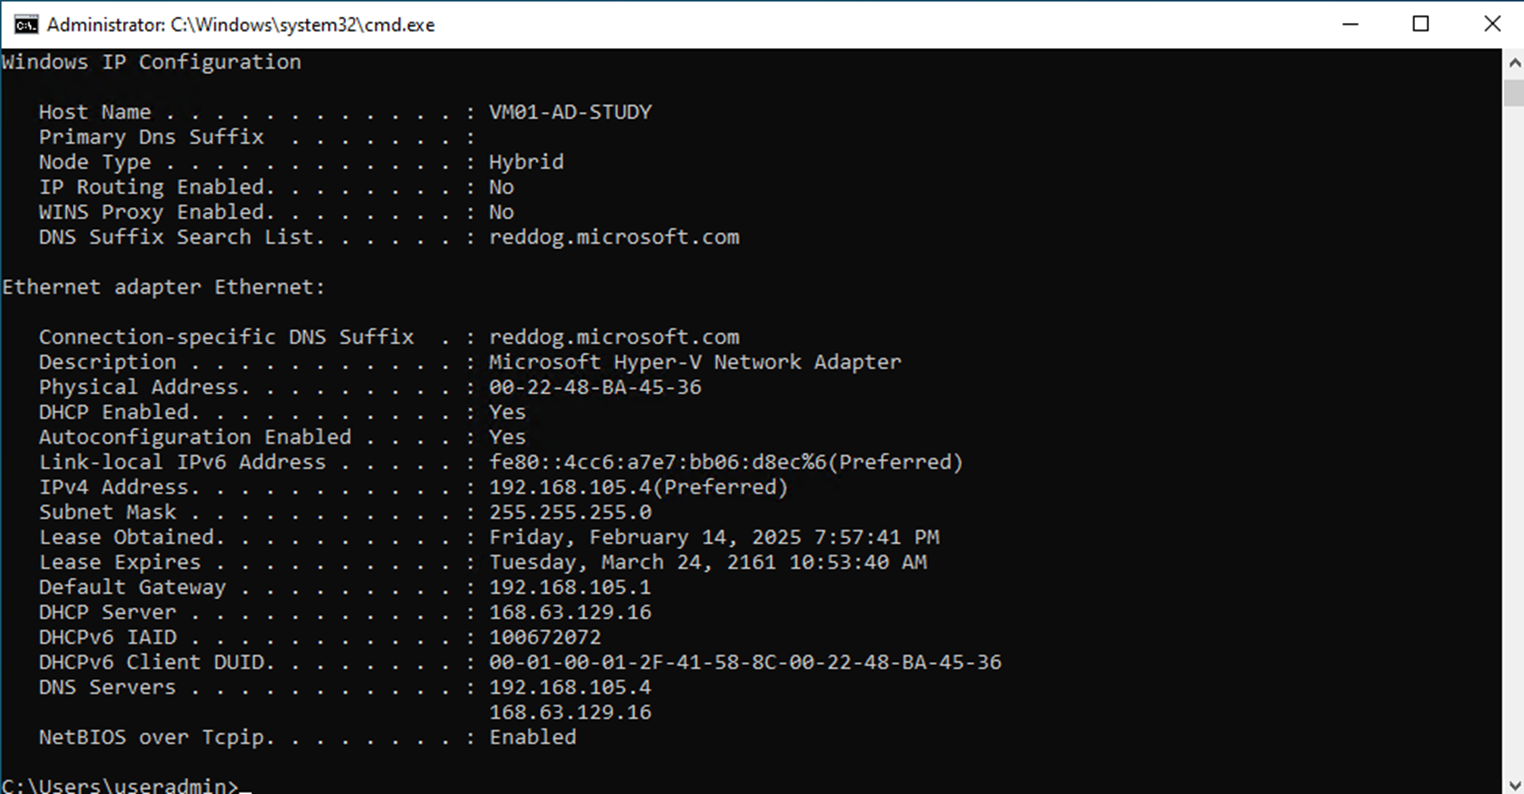 Administrator: C:\Windows\system32\cmd.exe
Windows IP Configuration
   Host Name . . . . . . . . . . . . : VM01-AD-STUDY
   Primary Dns Suffix  . . . . . . . :
   Node Type . . . . . . . . . . . . : Hybrid
   IP Routing Enabled. . . . . . . . : No
   WINS Proxy Enabled. . . . . . . . : No
   DNS Suffix Search List. . . . . . : reddog.microsoft.com
Ethernet adapter Ethernet:
   Connection-specific DNS Suffix  . : reddog.microsoft.com
   Description . . . . . . . . . . . : Microsoft Hyper-V Network Adapter
   Physical Address. . . . . . . . . : 00-22-48-BA-45-36
   DHCP Enabled. . . . . . . . . . . : Yes
   Autoconfiguration Enabled . . . . : Yes
   Link-local IPv6 Address . . . . . : fe80::4cc6:a7e7:bb06:d8ec%6(Preferred)
   IPv4 Address. . . . . . . . . . . : 192.168.105.4(Preferred)
   Subnet Mask . . . . . . . . . . . : 255.255.255.0
   Lease Obtained. . . . . . . . . . : Friday, February 14, 2025 7:57:41 PM
   Lease Expires . . . . . . . . . . : Tuesday, March 24, 2161 10:53:40 AM
   Default Gateway . . . . . . . . . : 192.168.105.1
   DHCP Server . . . . . . . . . . . : 168.63.129.16
   DHCPv6 IAID . . . . . . . . . . . : 100672072
   DHCPv6 Client DUID. . . . . . . . : 00-01-00-01-2F-41-58-8C-00-22-48-BA-45-36
   DNS Servers . . . . . . . . . . . : 192.168.105.4
                                       168.63.129.16
   NetBIOS over Tcpip. . . . . . . . : Enabled
C:\Users\useradmin>_